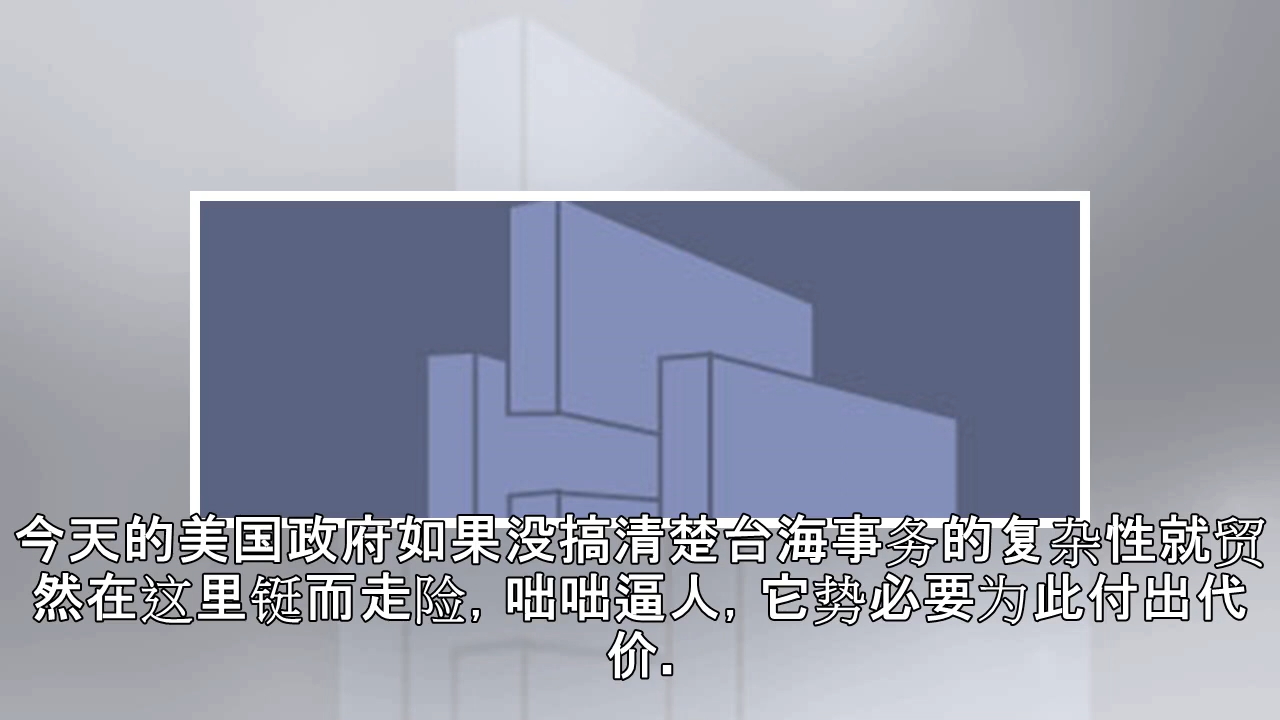 今天的美国政府如果没搞清楚台海事务的复杂性就贸
然在这里铤而走险, 咄咄逼人, 它势必要为此付出代
价.